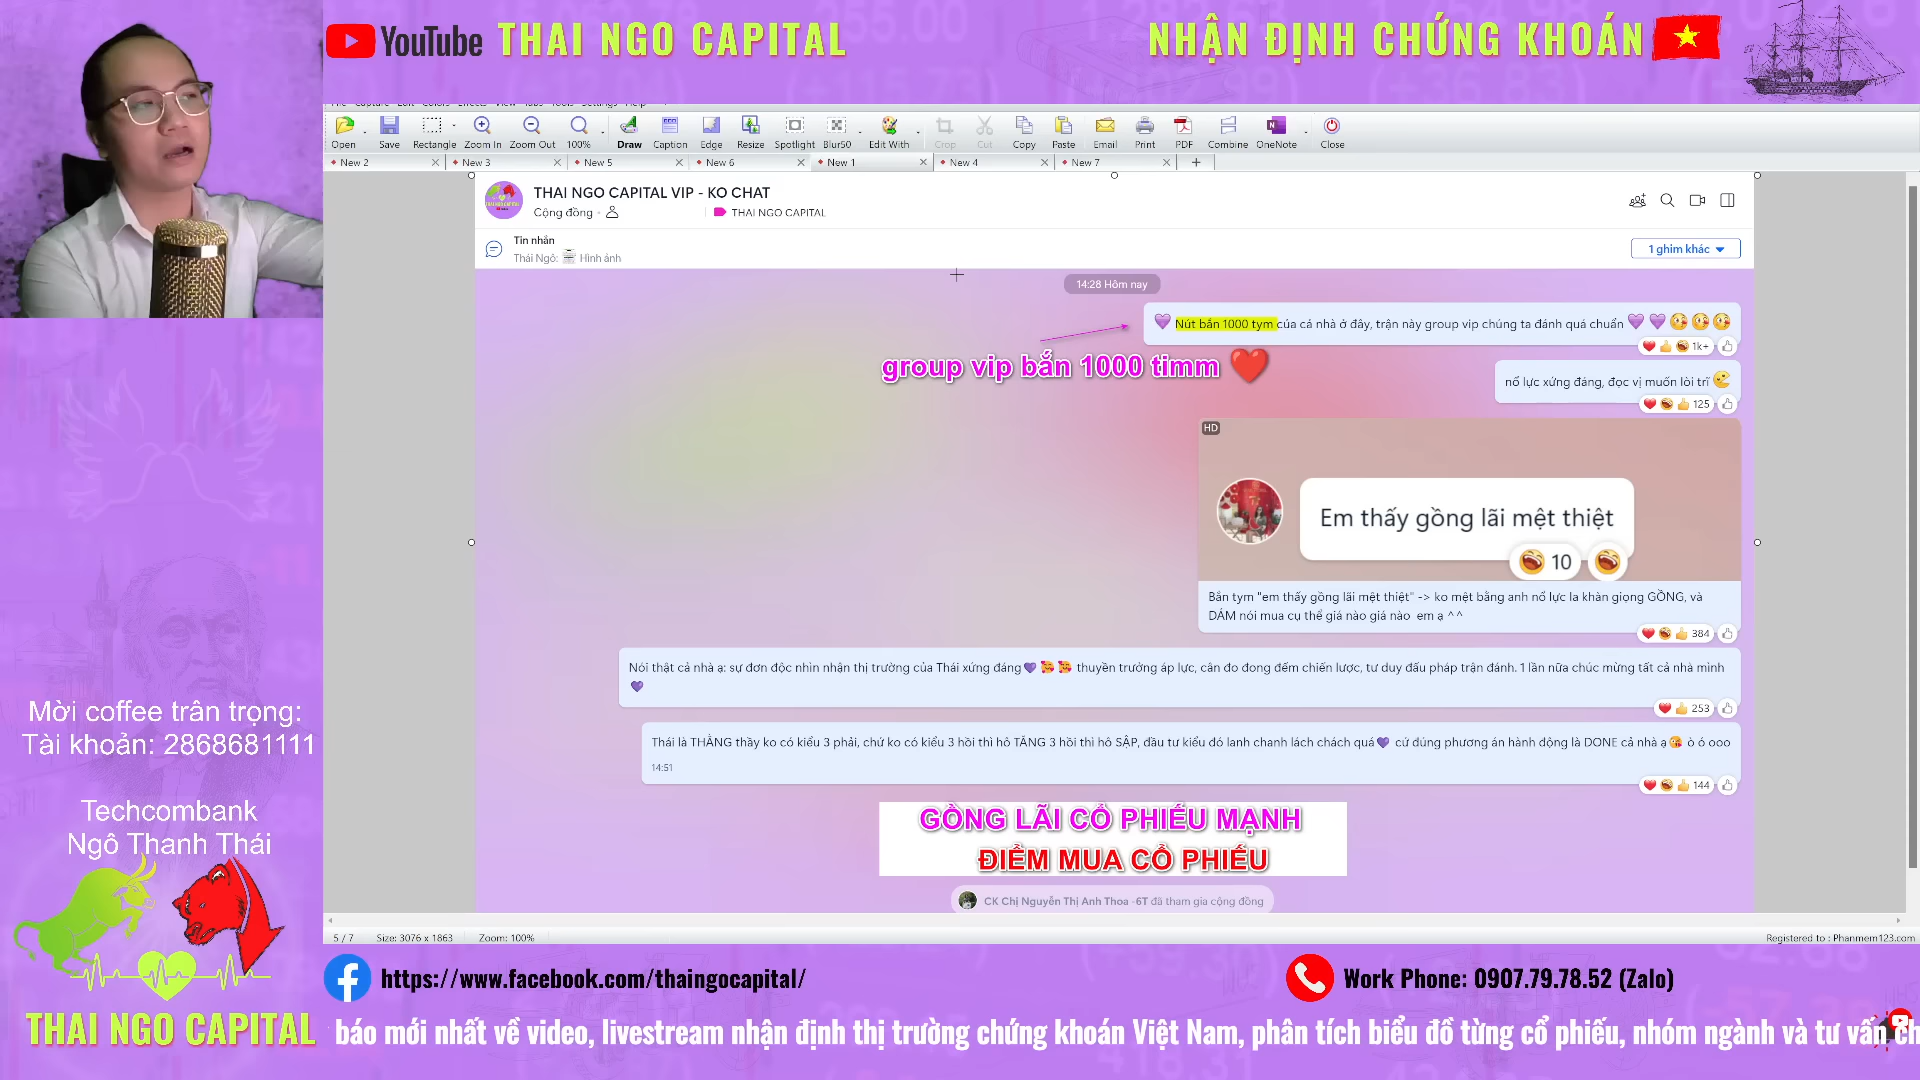 YouTube THAI NGO CAPITAL
NHẬN ĐỊNH CHỨNG KHOÁN
Open Save Rectangle Zoom In Zoom Out 100% Draw Caption Edge Resize Spotlight Blur50 Edit With Crop Cut Copy Paste Email Print PDF Combine OneNote Close
New 2 New 3 New 5 New 6 New 1 New 4 New 7
THAI NGO CAPITAL VIP - KO CHAT
Cộng đồng
THAI NGO CAPITAL
Tin nhắn
Thái Ngô: Hình ảnh
1 ghim khác
14:28 Hôm nay
💜 Nút bắn 1000 tym của cả nhà ở đây, trận này group vip chúng ta đánh quá chuẩn 💜 💜 😘 😘 😘
1k+
group vip bắn 1000 timm ❤️
nổ lực xứng đáng, đọc vị muốn lòi trĩ
125
HD
Em thấy gồng lãi mệt thiệt
10
Bắn tym "em thấy gồng lãi mệt thiệt" -> ko mệt bằng anh nổ lực la khàn giọng GỒNG, và
DÁM nói mua cụ thể giá nào giá nào em ạ ^^
384
Nói thật cả nhà ạ: sự đơn độc nhìn nhận thị trường của Thái xứng đáng💜 🥰 🥰 thuyền trưởng áp lực, cân đo đong đếm chiến lược, tư duy đấu pháp trận đánh. 1 lần nữa chúc mừng tất cả nhà mình
💜
253
Thái là THẰNG thầy ko có kiểu 3 phải, chứ ko có kiểu 3 hồi thì hô TĂNG 3 hồi thì hô SẬP, đầu tư kiểu đó lanh chanh lách chách quá💜 cứ đúng phương án hành động là DONE cả nhà ạ😘 ò ó ooo
14:51
144
GỒNG LÃI CỔ PHIẾU MẠNH
ĐIỂM MUA CỔ PHIẾU
CK Chị Nguyễn Thị Anh Thoa -6T đã tham gia cộng đồng
5 / 7 Size: 3076 x 1863 Zoom: 100%
Registered to : Phanmem123.com
Mời coffee trân trọng:
Tài khoản: 2868681111
Techcombank
Ngô Thanh Thái
THAI NGO CAPITAL
https://www.facebook.com/thaingocapital/
Work Phone: 0907.79.78.52 (Zalo)
báo mới nhất về video, livestream nhận định thị trường chứng khoán Việt Nam, phân tích biểu đồ từng cổ phiếu, nhóm ngành và tư vấn ch